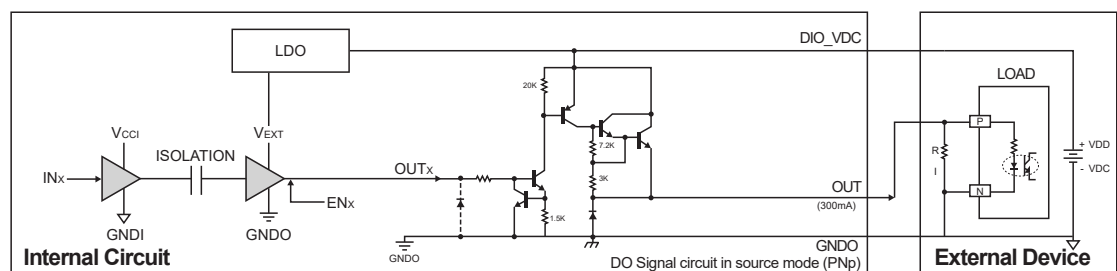 DIO_VDC
LDO
LOAD
20K
VCCI
VEXT
P
ISOLATION
7.2K
R
+ VDD
- VDC
INX
OUTX
3K
OUT
I
(300mA)
N
ENX
1.5K
GNDI
GNDO
GNDO
GNDO
Internal Circuit
DO Signal circuit in source mode (PNp)
External Device